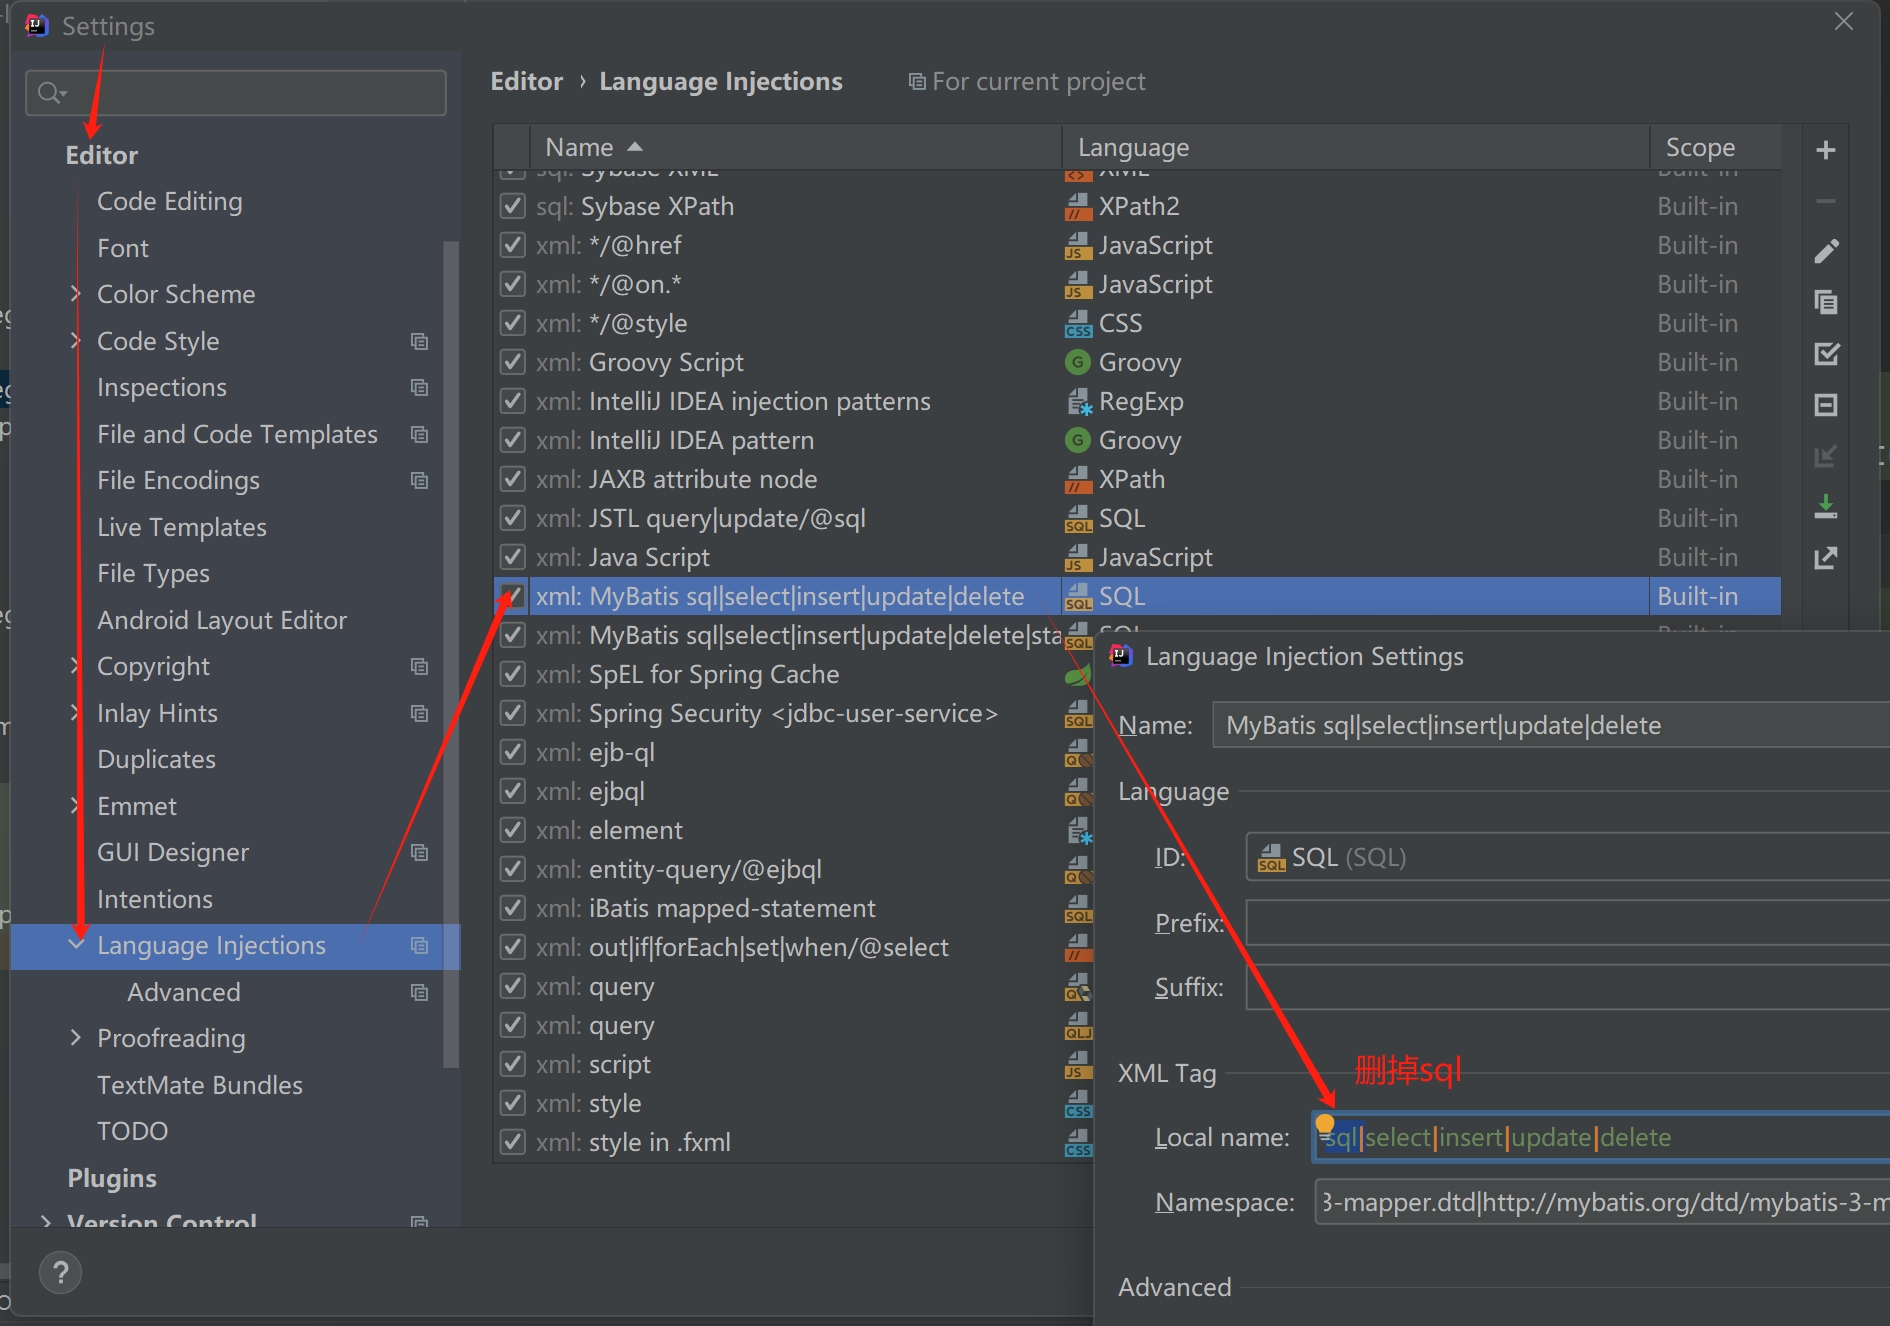 Settings
Editor › Language Injections
For current project
Editor
Code Editing
Font
Color Scheme
Code Style
Inspections
File and Code Templates
File Encodings
Live Templates
File Types
Android Layout Editor
Copyright
Inlay Hints
Duplicates
Emmet
GUI Designer
Intentions
Language Injections
Advanced
Proofreading
TextMate Bundles
TODO
Plugins
Version Control
?
Name Language Scope
sql: Sybase XML XML Built-in
sql: Sybase XPath XPath2 Built-in
xml: */@href JavaScript Built-in
xml: */@on.* JavaScript Built-in
xml: */@style CSS Built-in
xml: Groovy Script Groovy Built-in
xml: IntelliJ IDEA injection patterns RegExp Built-in
xml: IntelliJ IDEA pattern Groovy Built-in
xml: JAXB attribute node XPath Built-in
xml: JSTL query|update/@sql SQL Built-in
xml: Java Script JavaScript Built-in
xml: MyBatis sql|select|insert|update|delete SQL Built-in
xml: MyBatis sql|select|insert|update|delete|sta SQL Built-in
xml: SpEL for Spring Cache
xml: Spring Security <jdbc-user-service>
xml: ejb-ql
xml: ejbql
xml: element
xml: entity-query/@ejbql
xml: iBatis mapped-statement
xml: out|if|forEach|set|when/@select
xml: query
xml: query
xml: script
xml: style
xml: style in .fxml
Language Injection Settings
Name: MyBatis sql|select|insert|update|delete
Language
ID: SQL (SQL)
Prefix:
Suffix:
XML Tag
删掉sql
Local name: sql|select|insert|update|delete
Namespace: 3-mapper.dtd|http://mybatis.org/dtd/mybatis-3-m
Advanced